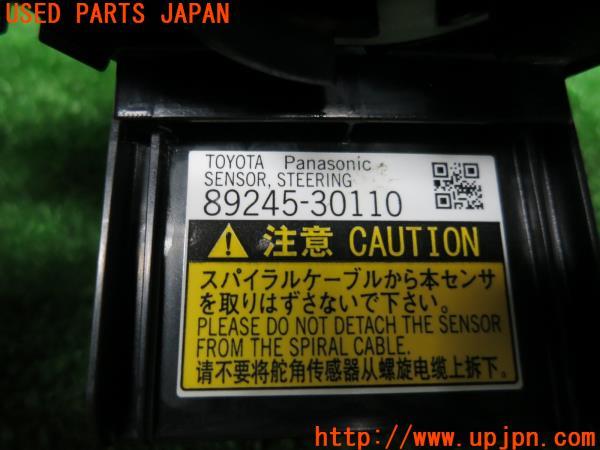 USED PARTS JAPAN
TOYOTA Panasonic
SENSOR, STEERING
89245-30110
注意 CAUTION
スパイラルケーブルから本センサ
を取りはずさないで下さい。
PLEASE DO NOT DETACH THE SENSOR
FROM THE SPIRAL CABLE.
请不要将舵角传感器从螺旋电缆上拆下。
http://www.upjpn.com/